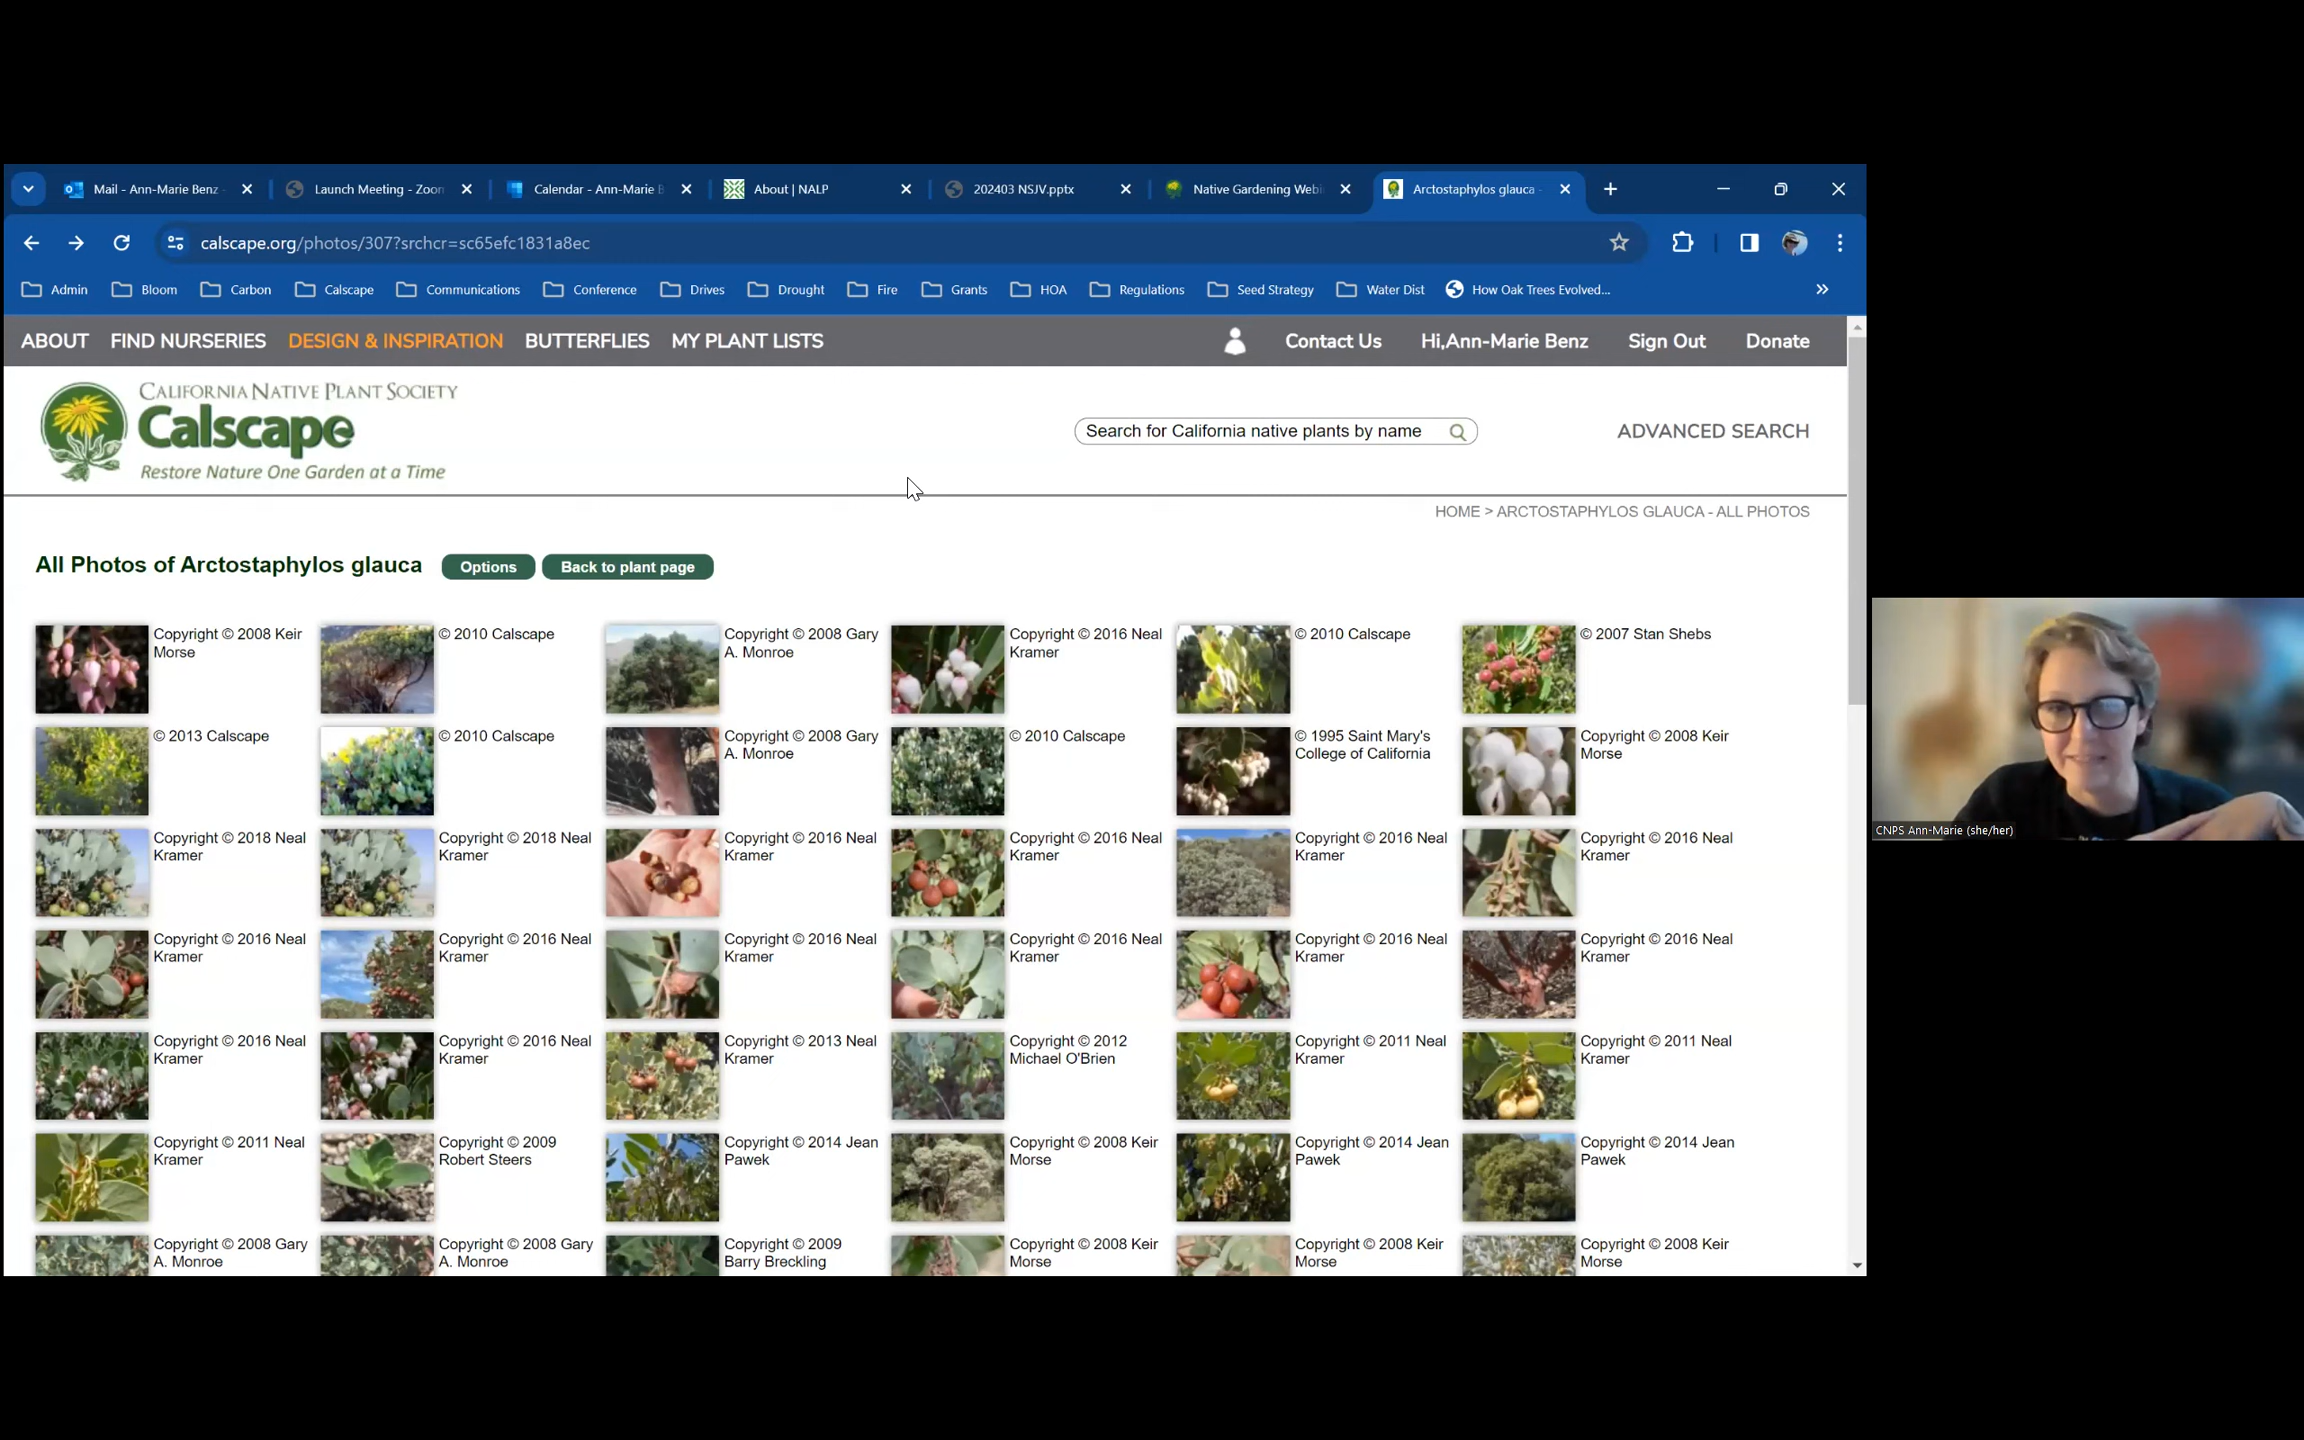 Mail - Ann-Marie Benz -
Launch Meeting - Zoom
Calendar - Ann-Marie B
About | NALP
202403 NSJV.pptx
Native Gardening Webi
Arctostaphylos glauca -
calscape.org/photos/307?srchcr=sc65efc1831a8ec
Admin
Bloom
Carbon
Calscape
Communications
Conference
Drives
Drought
Fire
Grants
HOA
Regulations
Seed Strategy
Water Dist
How Oak Trees Evolved...
ABOUT
FIND NURSERIES
DESIGN & INSPIRATION
BUTTERFLIES
MY PLANT LISTS
Contact Us
Hi,Ann-Marie Benz
Sign Out
Donate
CALIFORNIA NATIVE PLANT SOCIETY
Calscape
Restore Nature One Garden at a Time
Search for California native plants by name
ADVANCED SEARCH
HOME > ARCTOSTAPHYLOS GLAUCA - ALL PHOTOS
All Photos of Arctostaphylos glauca
Options
Back to plant page
Copyright © 2008 Keir
Morse
© 2010 Calscape
Copyright © 2008 Gary
A. Monroe
Copyright © 2016 Neal
Kramer
© 2010 Calscape
© 2007 Stan Shebs
© 2013 Calscape
© 2010 Calscape
Copyright © 2008 Gary
A. Monroe
© 2010 Calscape
© 1995 Saint Mary's
College of California
Copyright © 2008 Keir
Morse
Copyright © 2018 Neal
Kramer
Copyright © 2018 Neal
Kramer
Copyright © 2016 Neal
Kramer
Copyright © 2016 Neal
Kramer
Copyright © 2016 Neal
Kramer
Copyright © 2016 Neal
Kramer
Copyright © 2016 Neal
Kramer
Copyright © 2016 Neal
Kramer
Copyright © 2016 Neal
Kramer
Copyright © 2016 Neal
Kramer
Copyright © 2016 Neal
Kramer
Copyright © 2016 Neal
Kramer
Copyright © 2016 Neal
Kramer
Copyright © 2016 Neal
Kramer
Copyright © 2013 Neal
Kramer
Copyright © 2012
Michael O'Brien
Copyright © 2011 Neal
Kramer
Copyright © 2011 Neal
Kramer
Copyright © 2011 Neal
Kramer
Copyright © 2009
Robert Steers
Copyright © 2014 Jean
Pawek
Copyright © 2008 Keir
Morse
Copyright © 2014 Jean
Pawek
Copyright © 2014 Jean
Pawek
Copyright © 2008 Gary
A. Monroe
Copyright © 2008 Gary
A. Monroe
Copyright © 2009
Barry Breckling
Copyright © 2008 Keir
Morse
Copyright © 2008 Keir
Morse
Copyright © 2008 Keir
Morse
CNPS Ann-Marie (she/her)